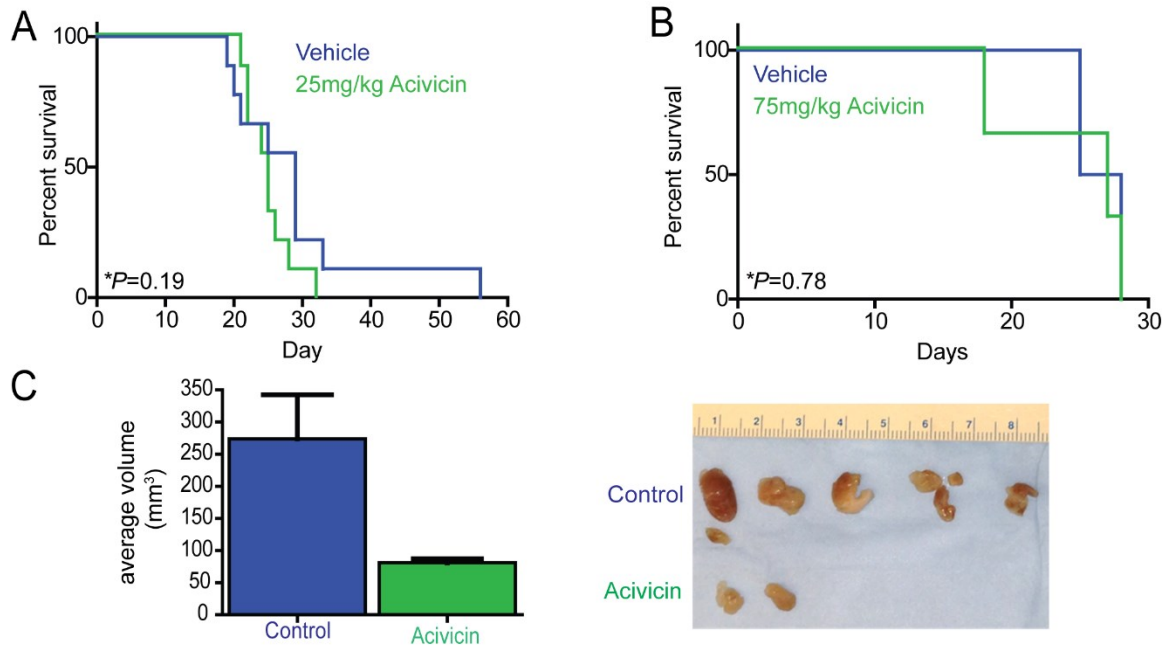 A
100
50
0
Percent survival
Vehicle
25mg/kg Acivicin
*P=0.19
0 10 20 30 40 50 60
Day
B
100
50
0
Percent survival
Vehicle
75mg/kg Acivicin
*P=0.78
0 10 20 30
Days
C
350
300
250
200
150
100
50
0
average volume
(mm³)
Control Acivicin
1 2 3 4 5 6 7 8
Control
Acivicin